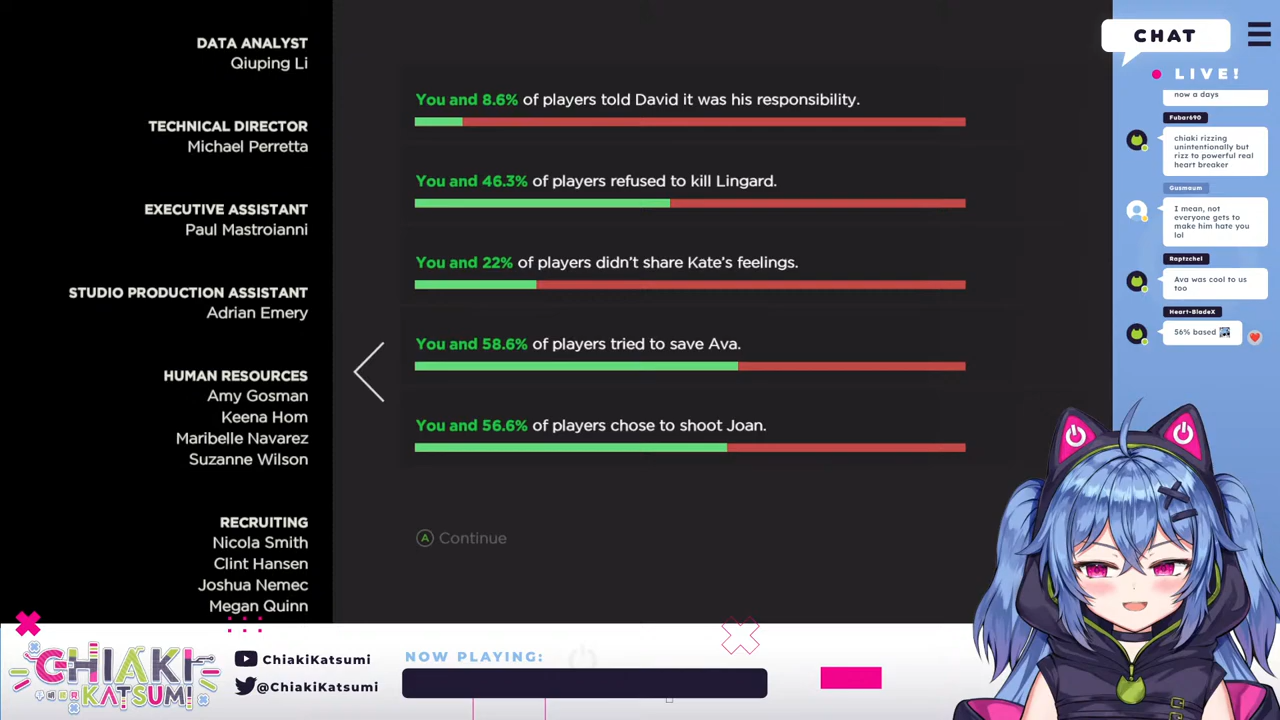 DATA ANALYST
Qiuping Li
TECHNICAL DIRECTOR
Michael Perretta
EXECUTIVE ASSISTANT
Paul Mastroianni
STUDIO PRODUCTION ASSISTANT
Adrian Emery
HUMAN RESOURCES
Amy Gosman
Keena Hom
Maribelle Navarez
Suzanne Wilson
RECRUITING
Nicola Smith
Clint Hansen
Joshua Nemec
Megan Quinn
You and 8.6% of players told David it was his responsibility.
You and 46.3% of players refused to kill Lingard.
You and 22% of players didn't share Kate's feelings.
You and 58.6% of players tried to save Ava.
You and 56.6% of players chose to shoot Joan.
A Continue
CHAT
LIVE!
now a days
Fubar690
chiaki rizzing
unintentionally but
rizz to powerful real
heart breaker
Gusmaum
I mean, not
everyone gets to
make him hate you
lol
Raptzchel
Ava was cool to us
too
Heart-BladeX
56% based
CHIAKI
KATSUMI
ChiakiKatsumi
@ChiakiKatsumi
NOW PLAYING: